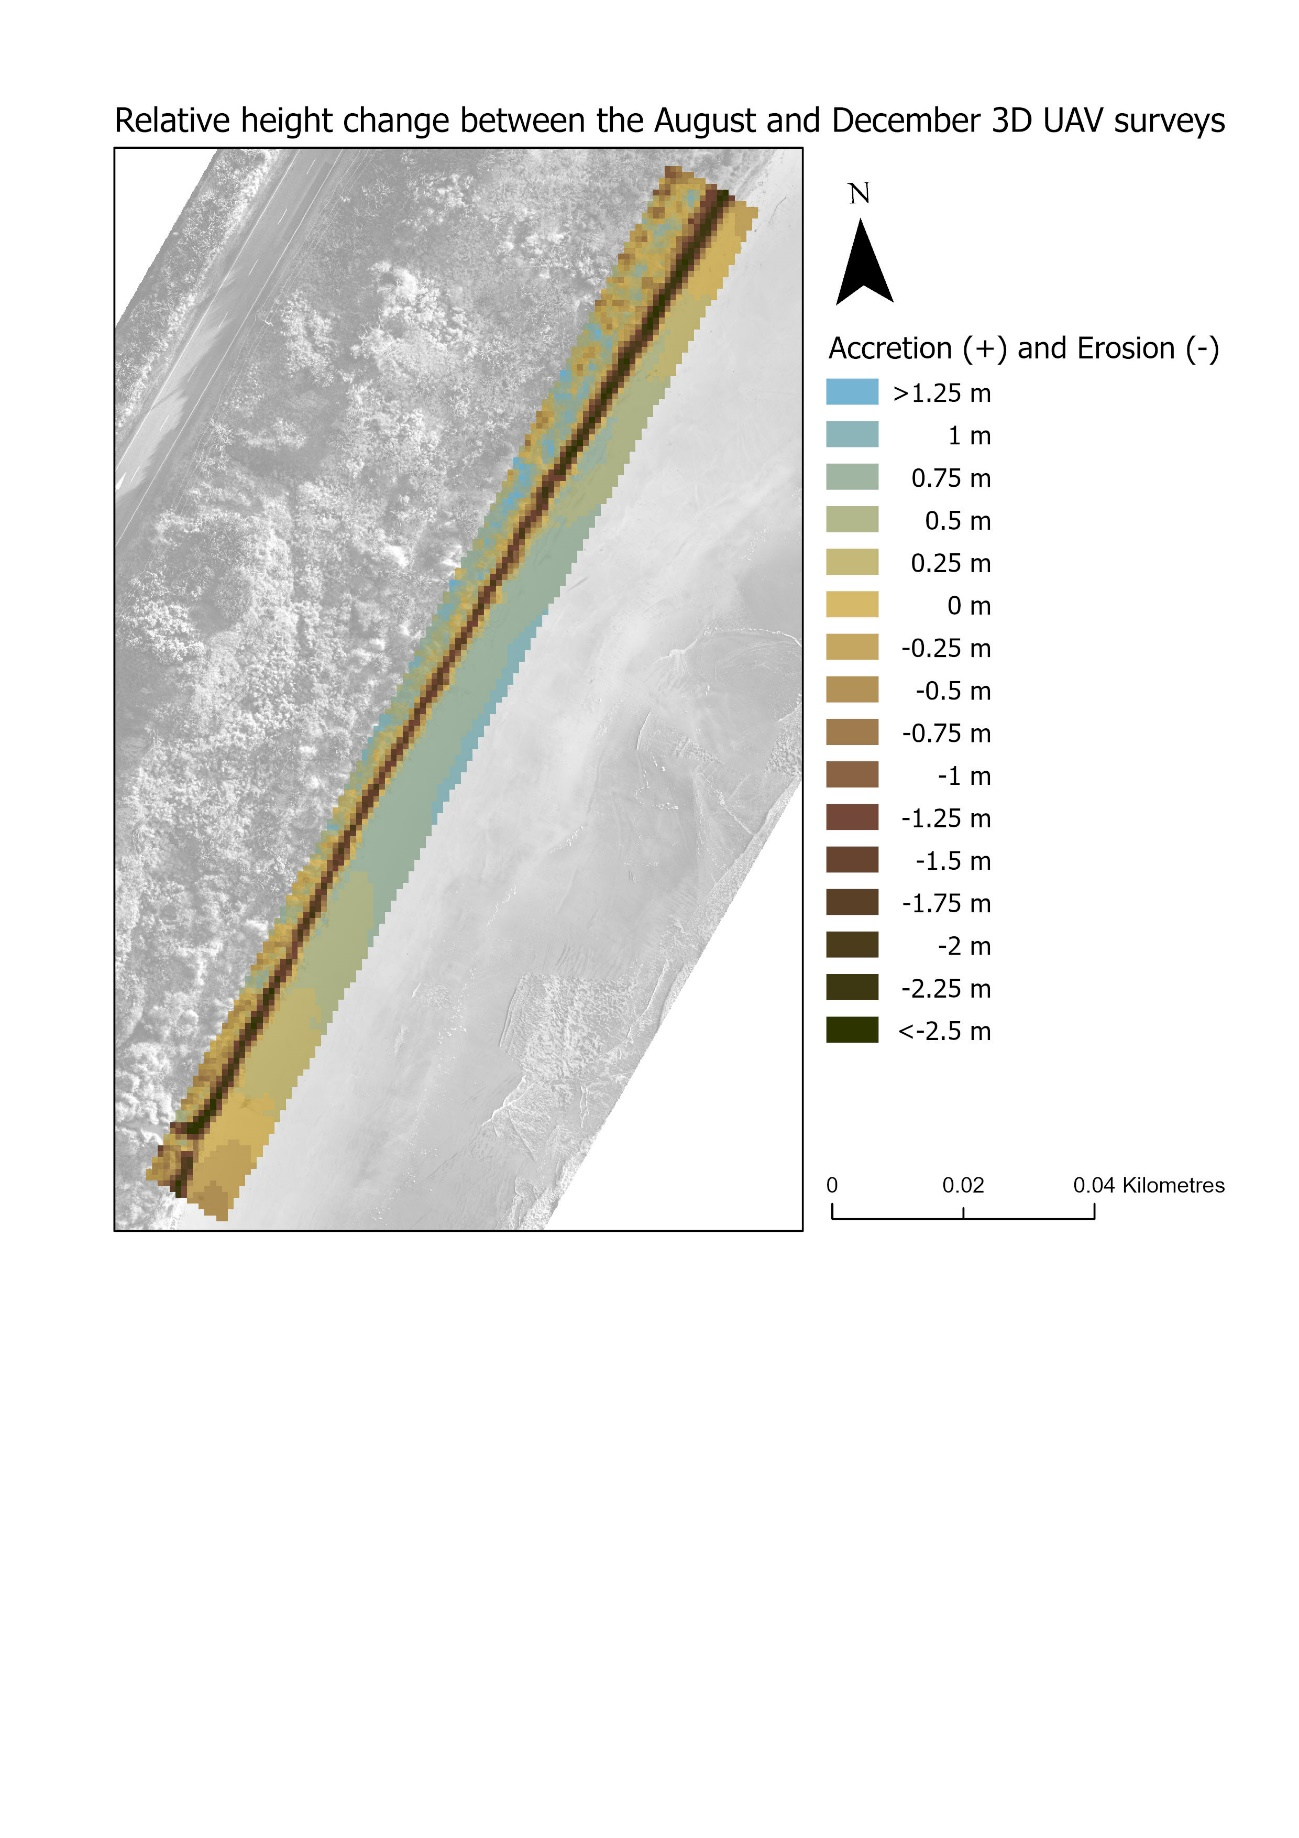 Relative height change between the August and December 3D UAV surveys
N
Accretion (+) and Erosion (-)
>1.25 m
1 m
0.75 m
0.5 m
0.25 m
0 m
-0.25 m
-0.5 m
-0.75 m
-1 m
-1.25 m
-1.5 m
-1.75 m
-2 m
-2.25 m
<-2.5 m
0 0.02 0.04 Kilometres